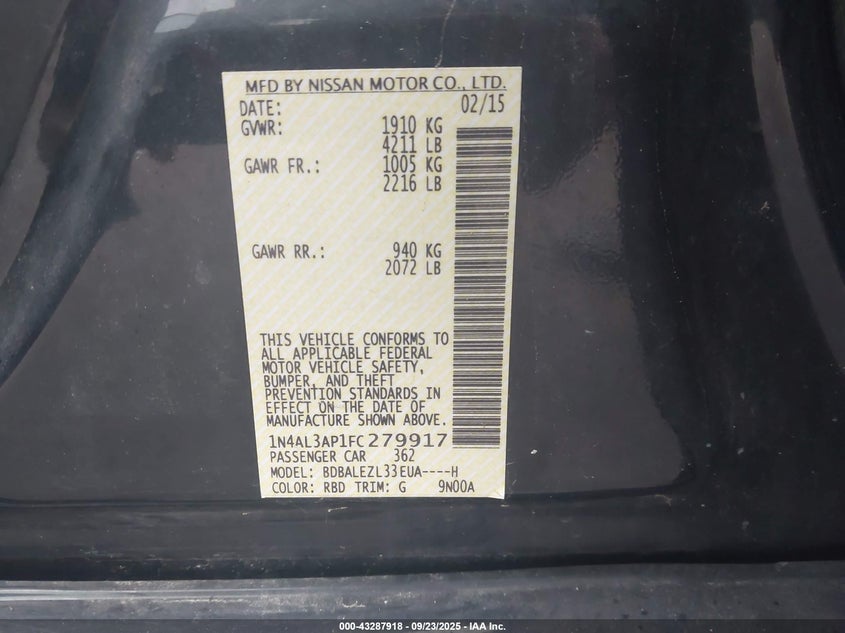 MFD BY NISSAN MOTOR CO., LTD.
DATE: 02/15
GVWR: 1910 KG
4211 LB
GAWR FR.: 1005 KG
2216 LB
GAWR RR.: 940 KG
2072 LB
THIS VEHICLE CONFORMS TO
ALL APPLICABLE FEDERAL
MOTOR VEHICLE SAFETY,
BUMPER, AND THEFT
PREVENTION STANDARDS IN
EFFECT ON THE DATE OF
MANUFACTURE SHOWN ABOVE.
1N4AL3AP1FC279917
PASSENGER CAR 362
MODEL: BDBALEZL33EUA----H
COLOR: RBD TRIM: G 9N00A
000-43287918 - 09/23/2025 - IAA Inc.